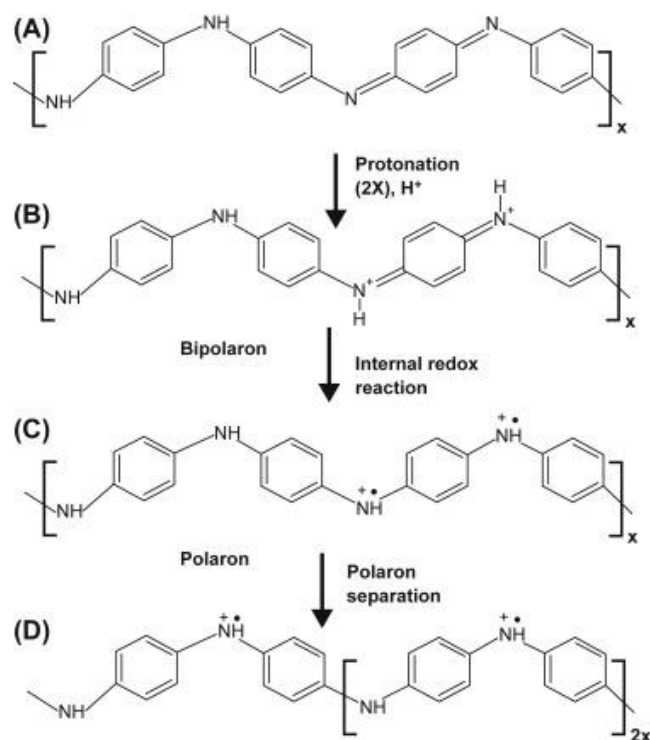 (A)
NH
N
NH
N
x
Protonation
(2X), H⁺
(B)
H
NH
N⁺
NH
N⁺
H
x
Bipolaron
Internal redox
reaction
(C)
NH
+ •
NH
NH
+ •
NH
x
Polaron
Polaron
separation
(D)
+ •
NH
+ •
NH
NH
NH
2x